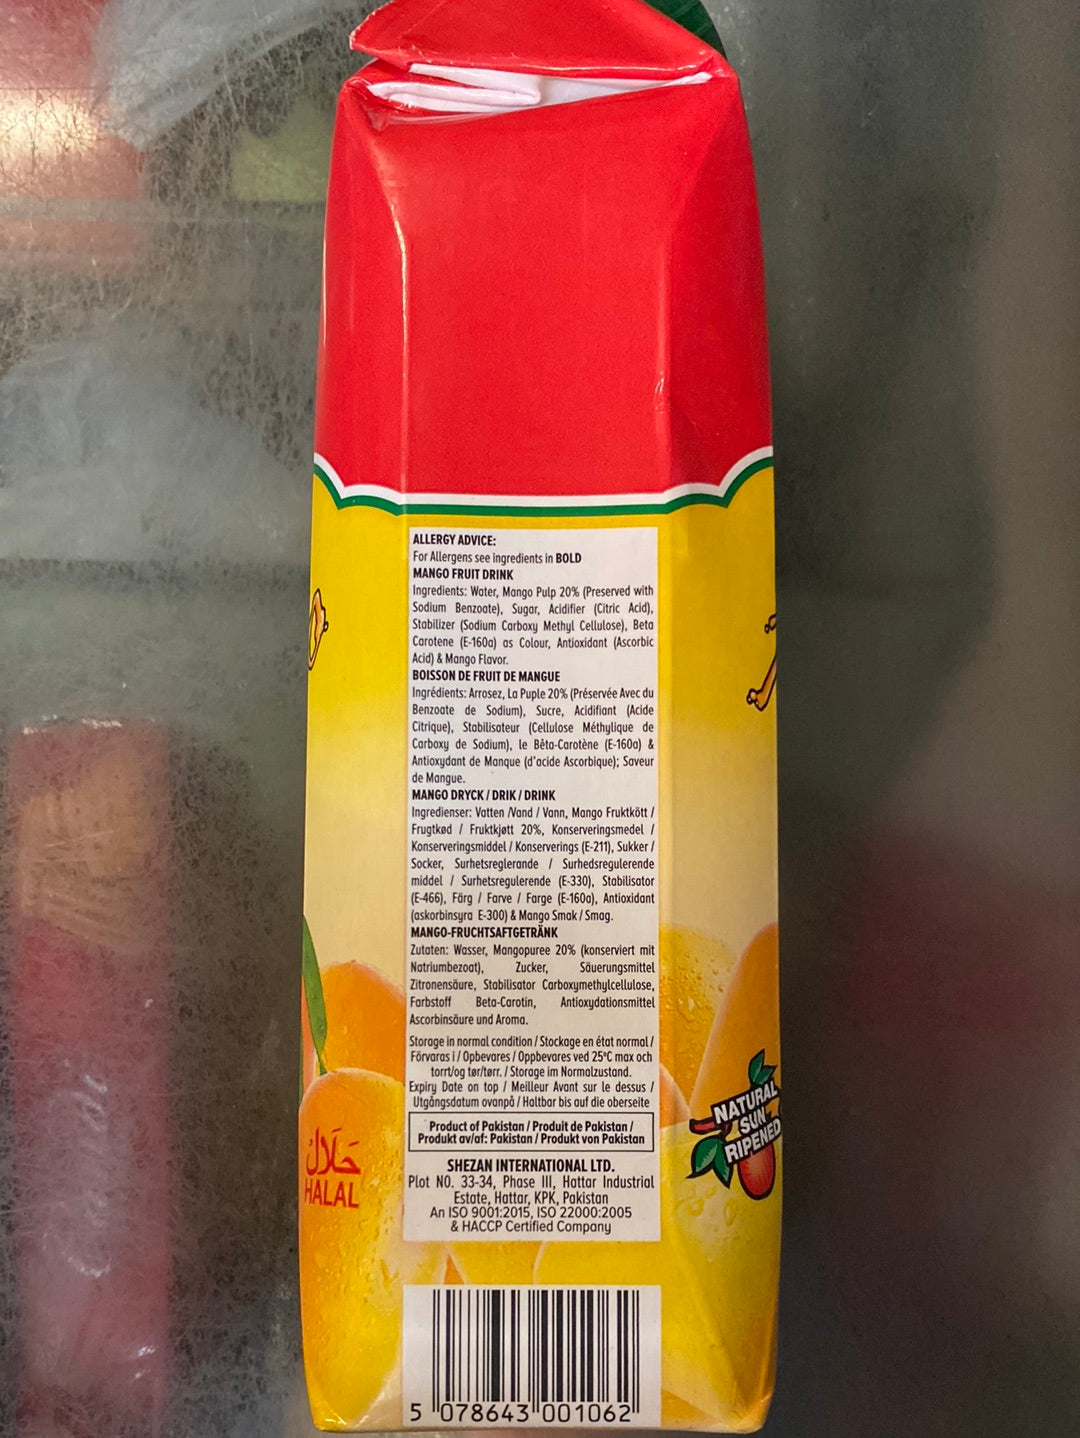 ALLERGY ADVICE:
For Allergens see ingredients in BOLD
MANGO FRUIT DRINK
Ingredients: Water, Mango Pulp 20% (Preserved with
Sodium Benzoate), Sugar, Acidifier (Citric Acid),
Stabilizer (Sodium Carboxy Methyl Cellulose), Beta
Carotene (E-160a) as Colour, Antioxidant (Ascorbic
Acid) & Mango Flavor.
BOISSON DE FRUIT DE MANGUE
Ingrédients: Arrosez, La Puple 20% (Préservée Avec du
Benzoate de Sodium), Sucre, Acidifiant (Acide
Citrique), Stabilisateur (Cellulose Méthylique de
Carboxy de Sodium), le Bêta-Carotène (E-160a) &
Antioxydant de Manque (d'acide Ascorbique); Saveur
de Mangue.
MANGO DRYCK / DRIK / DRINK
Ingredienser: Vatten /Vand / Vann, Mango Fruktkött /
Frugtkød / Fruktkjøtt 20%, Konserveringsmedel /
Konserveringsmiddel / Konserverings (E-211), Sukker /
Socker, Surhetsreglerande / Surhedsregulerende
middel / Surhetsregulerende (E-330), Stabilisator
(E-466), Färg / Farve / Farge (E-160a), Antioxidant
(askorbinsyra E-300) & Mango Smak / Smag.
MANGO-FRUCHTSAFTGETRÄNK
Zutaten: Wasser, Mangopuree 20% (konserviert mit
Natriumbezoat), Zucker, Säuerungsmittel
Zitronensäure, Stabilisator Carboxymethylcellulose,
Farbstoff Beta-Carotin, Antioxydationsmittel
Ascorbinsäure und Aroma.
Storage in normal condition / Stockage en état normal /
Förvaras i / Opbevares / Oppbevares ved 25°C max och
torrt/og tør/tørr. / Storage im Normalzustand.
Expiry Date on top / Meilleur Avant sur le dessus /
Utgångsdatum ovanpå / Haltbar bis auf die oberseite
Product of Pakistan / Produit de Pakistan /
Produkt av/af: Pakistan / Produkt von Pakistan
SHEZAN INTERNATIONAL LTD.
Plot NO. 33-34, Phase III, Hattar Industrial
Estate, Hattar, KPK, Pakistan
An ISO 9001:2015, ISO 22000:2005
& HACCP Certified Company
حَلَال
HALAL
NATURAL
SUN
RIPENED
5 078643 001062